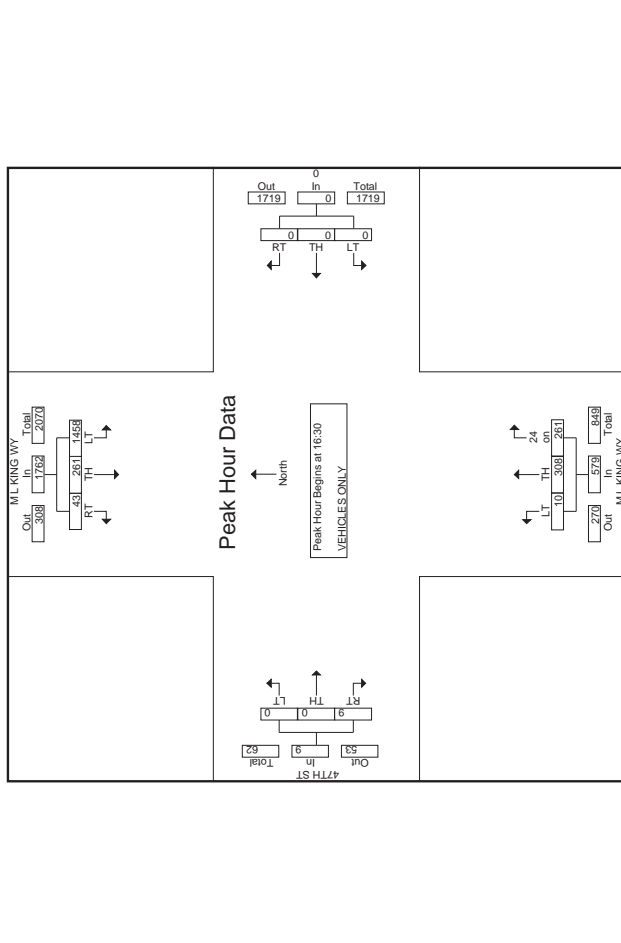 0
Out In Total
1719 0 1719
0 0 0
RT TH LT
M L KING WY
Out In Total
308 1762 2070
43 261 1458
RT TH LT
Peak Hour Data
North
Peak Hour Begins at 16:30
VEHICLES ONLY
LT TH 24 on
10 308 261
270 579 849
Out In Total
M L KING WY
LT TH RT
0 0 9
62 9 53
Total In Out
47TH ST